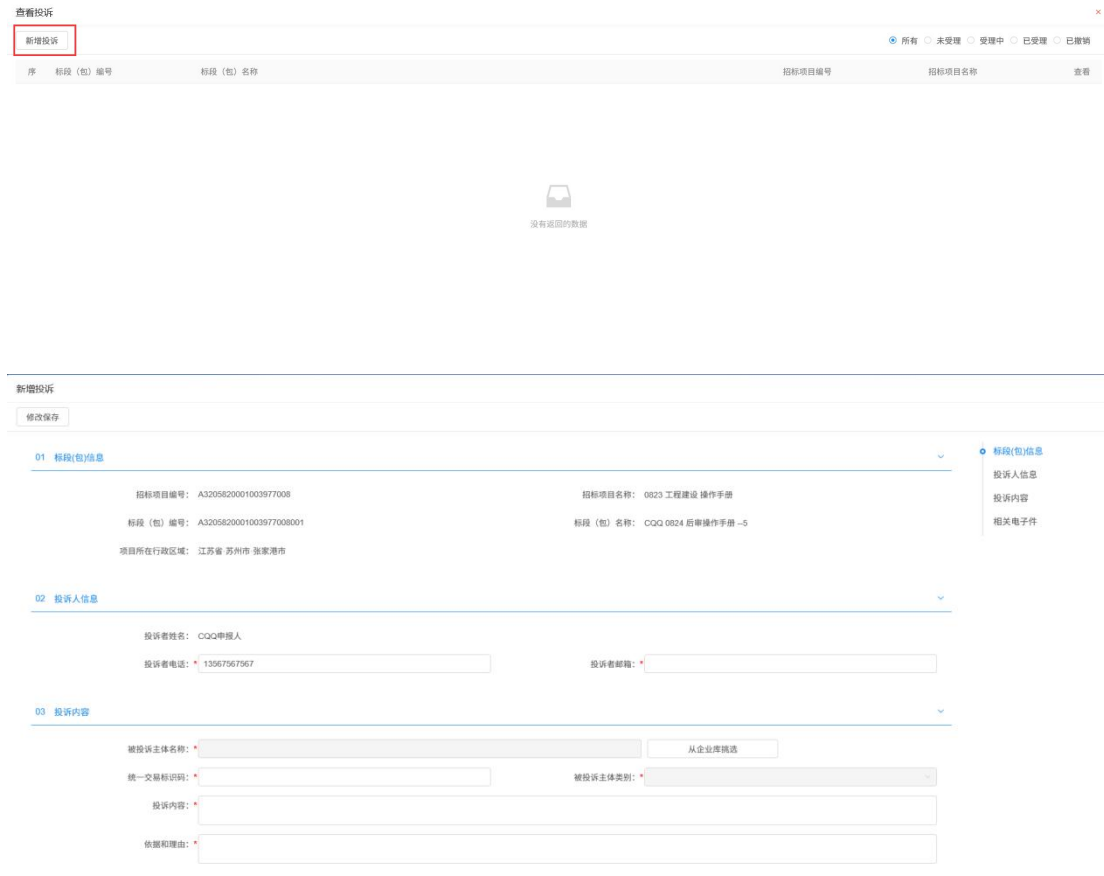 查看投诉 ×
新增投诉 所有 未受理 受理中 已受理 已撤销
序 标段（包）编号 标段（包）名称 招标项目编号 招标项目名称 查看
没有返回的数据
新增投诉
修改保存
01 标段(包)信息
标段(包)信息
投诉人信息
投诉内容
相关电子件
招标项目编号： A3205820001003977008 招标项目名称： 0823 工程建设 操作手册
标段（包）编号： A3205820001003977008001 标段（包）名称： CQQ 0824 后审操作手册 --5
项目所在行政区域： 江苏省·苏州市·张家港市
02 投诉人信息
投诉者姓名： CQQ申报人
投诉者电话：* 13567567567 投诉者邮箱：*
03 投诉内容
被投诉主体名称：* 从企业库挑选
统一交易标识码：* 被投诉主体类别：*
投诉内容：*
依据和理由：*